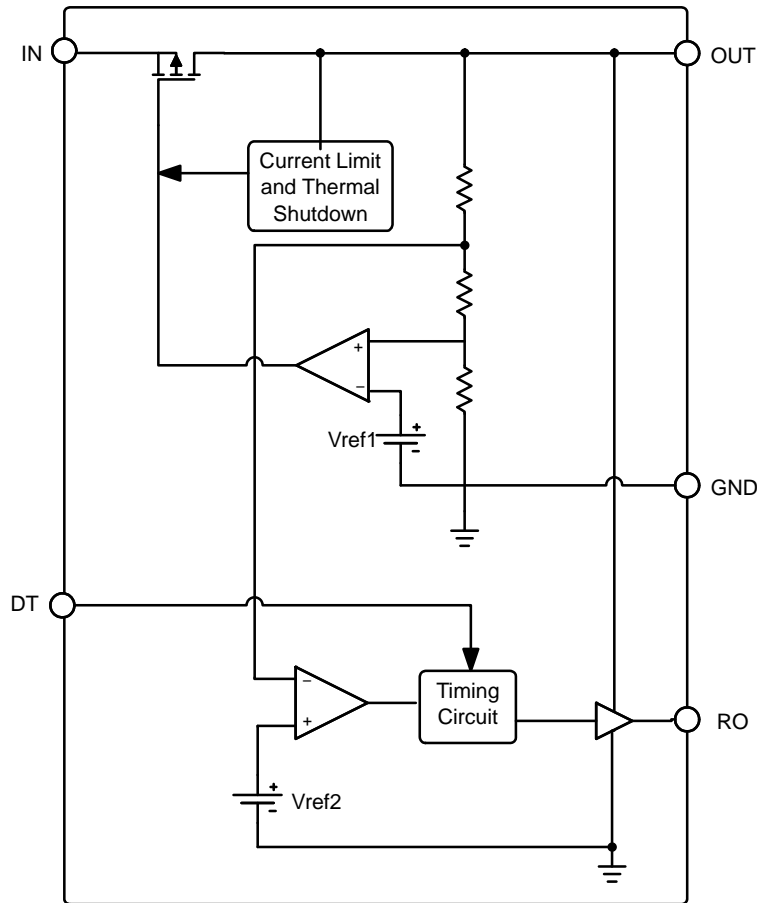 IN
OUT
Current Limit
and Thermal
Shutdown
+
−
Vref1
+
-
GND
DT
−
+
Timing
Circuit
RO
+
-
Vref2